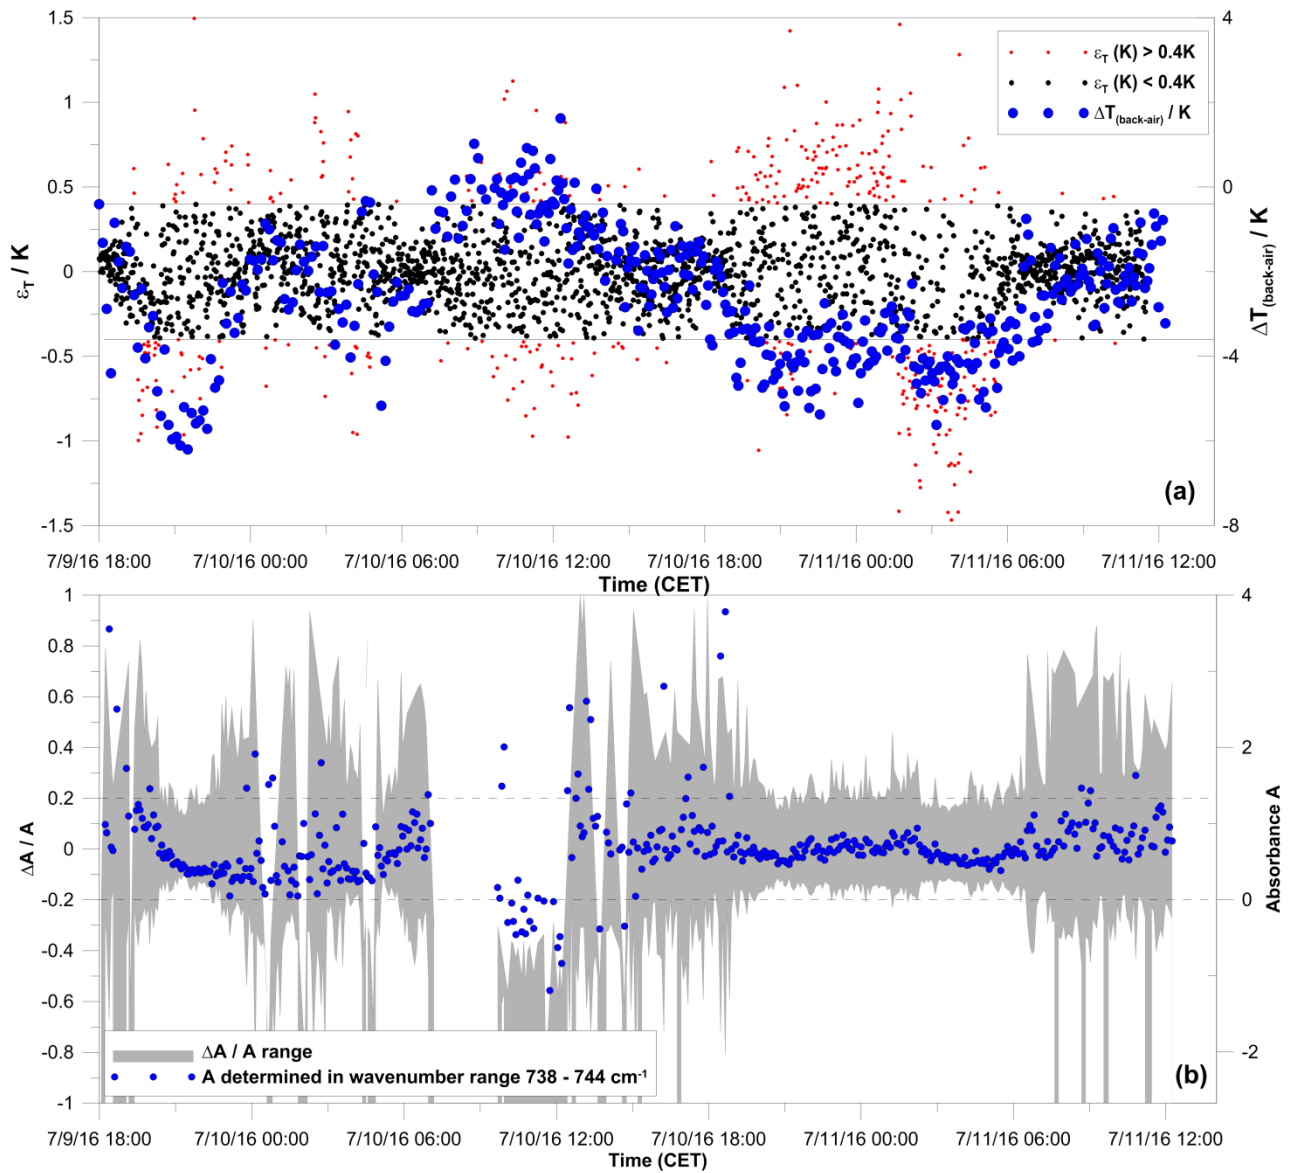 1.5
1
0.5
0
-0.5
-1
-1.5
εT / K
4
0
-4
-8
ΔT(back-air) / K
εT (K) > 0.4K
εT (K) < 0.4K
ΔT(back-air) / K
(a)
7/9/16 18:00 7/10/16 00:00 7/10/16 06:00 7/10/16 12:00 7/10/16 18:00 7/11/16 00:00 7/11/16 06:00 7/11/16 12:00
Time (CET)
1
0.8
0.6
0.4
0.2
0
-0.2
-0.4
-0.6
-0.8
-1
ΔA / A
4
2
0
-2
Absorbance A
ΔA / A range
A determined in wavenumber range 738 - 744 cm-1
(b)
7/9/16 18:00 7/10/16 00:00 7/10/16 06:00 7/10/16 12:00 7/10/16 18:00 7/11/16 00:00 7/11/16 06:00 7/11/16 12:00
Time (CET)